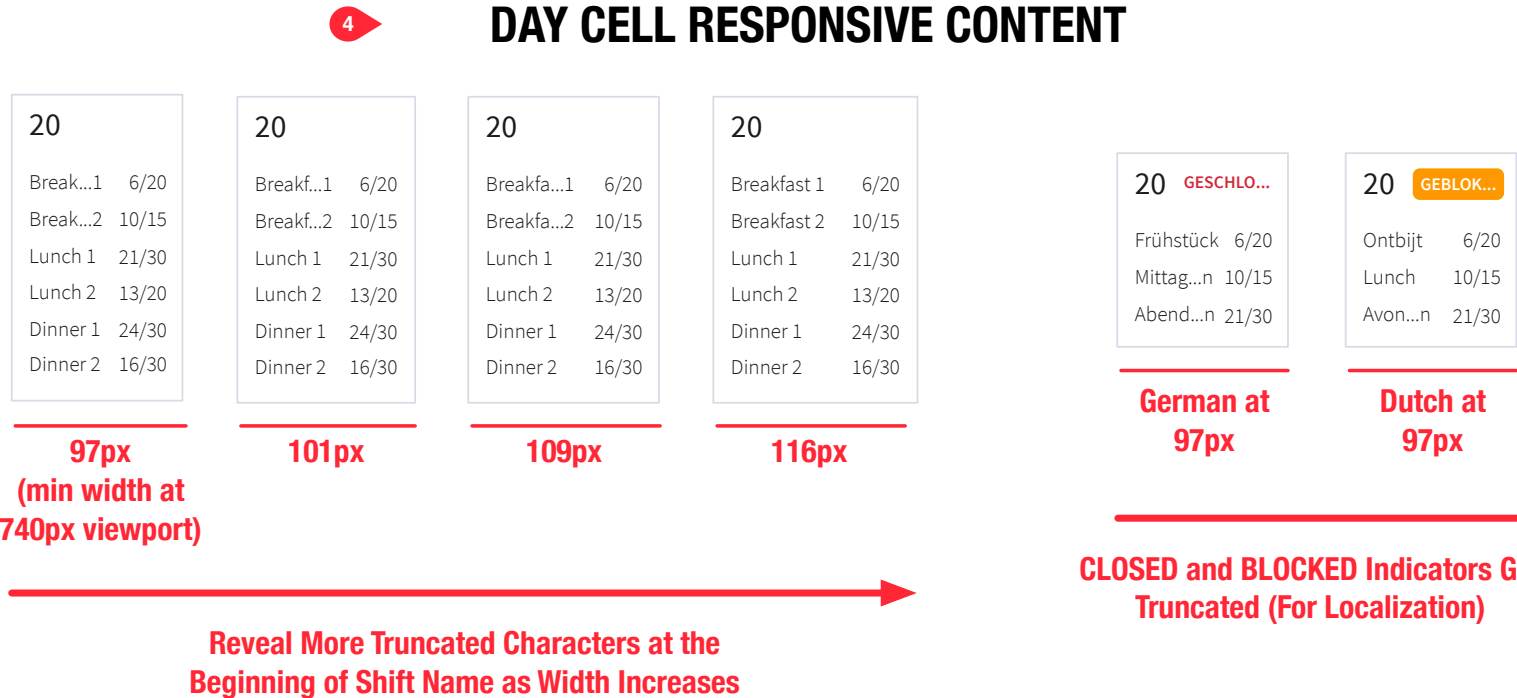 4
DAY CELL RESPONSIVE CONTENT
20
Break...1 6/20
Break...2 10/15
Lunch 1 21/30
Lunch 2 13/20
Dinner 1 24/30
Dinner 2 16/30
97px
(min width at
740px viewport)
20
Breakf...1 6/20
Breakf...2 10/15
Lunch 1 21/30
Lunch 2 13/20
Dinner 1 24/30
Dinner 2 16/30
101px
20
Breakfa...1 6/20
Breakfa...2 10/15
Lunch 1 21/30
Lunch 2 13/20
Dinner 1 24/30
Dinner 2 16/30
109px
20
Breakfast 1 6/20
Breakfast 2 10/15
Lunch 1 21/30
Lunch 2 13/20
Dinner 1 24/30
Dinner 2 16/30
116px
Reveal More Truncated Characters at the
Beginning of Shift Name as Width Increases
20 GESCHLO...
Frühstück 6/20
Mittag...n 10/15
Abend...n 21/30
German at
97px
20 GEBLOK...
Ontbijt 6/20
Lunch 10/15
Avon...n 21/30
Dutch at
97px
CLOSED and BLOCKED Indicators G
Truncated (For Localization)